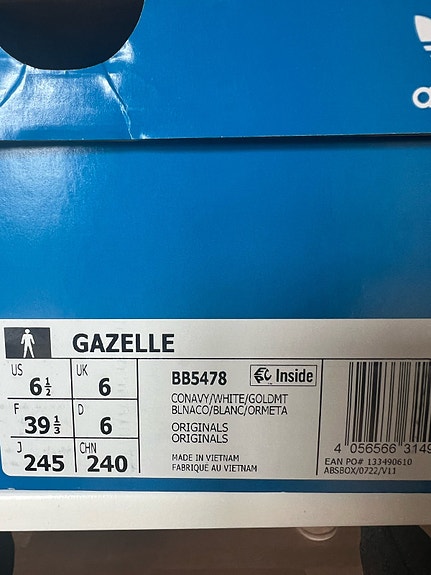 GAZELLE
US 6½ UK 6
F 39⅓ D 6
J 245 CHN 240
BB5478
Inside
CONAVY/WHITE/GOLDMT
BLNACO/BLANC/ORMETA
ORIGINALS
ORIGINALS
MADE IN VIETNAM
FABRIQUÉ AU VIETNAM
4 056566 3149
EAN PO# 133490610
ABSBOX/0722/V11